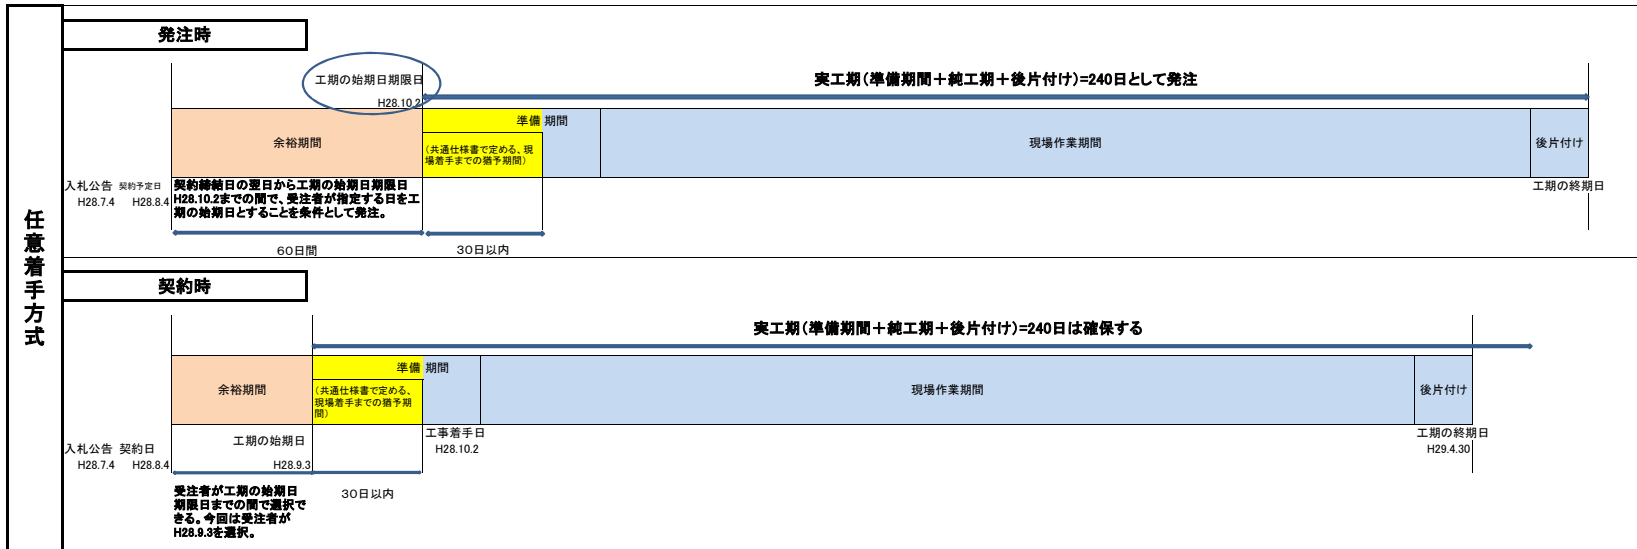 任意着手方式
発注時
工期の始期日期限日
H28.10.2
実工期(準備期間＋純工期＋後片付け)=240日として発注
余裕期間
準備 期間
(共通仕様書で定める、現
場着手までの猶予期間)
現場作業期間
後片付け
入札公告 契約予定日
H28.7.4 H28.8.4
契約締結日の翌日から工期の始期日期限日
H28.10.2までの間で、受注者が指定する日を工
期の始期日とすることを条件として発注。
工期の終期日
60日間
30日以内
契約時
実工期(準備期間＋純工期＋後片付け)=240日は確保する
余裕期間
準備 期間
(共通仕様書で定める、
現場着手までの猶予期
間)
現場作業期間
後片付け
入札公告 契約日
H28.7.4 H28.8.4
工期の始期日
H28.9.3
工事着手日
H28.10.2
工期の終期日
H29.4.30
受注者が工期の始期日
期限日までの間で選択で
きる。今回は受注者が
H28.9.3を選択。
30日以内